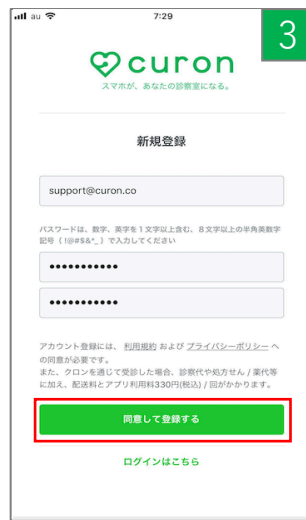 au 7:29
3
curon
スマホが、あなたの診察室になる。
新規登録
support@curon.co
パスワードは、数字、英字を1文字以上含む、8文字以上の半角英数字
記号（ !@#$&*_ ）で入力してください
●●●●●●●●●●●
●●●●●●●●●●●
アカウント登録には、 利用規約 および プライバシーポリシー へ
の同意が必要です。
また、クロンを通じて受診した場合、診察代や処方せん / 薬代等
に加え、配送料とアプリ利用料330円(税込) / 回がかかります。
同意して登録する
ログインはこちら